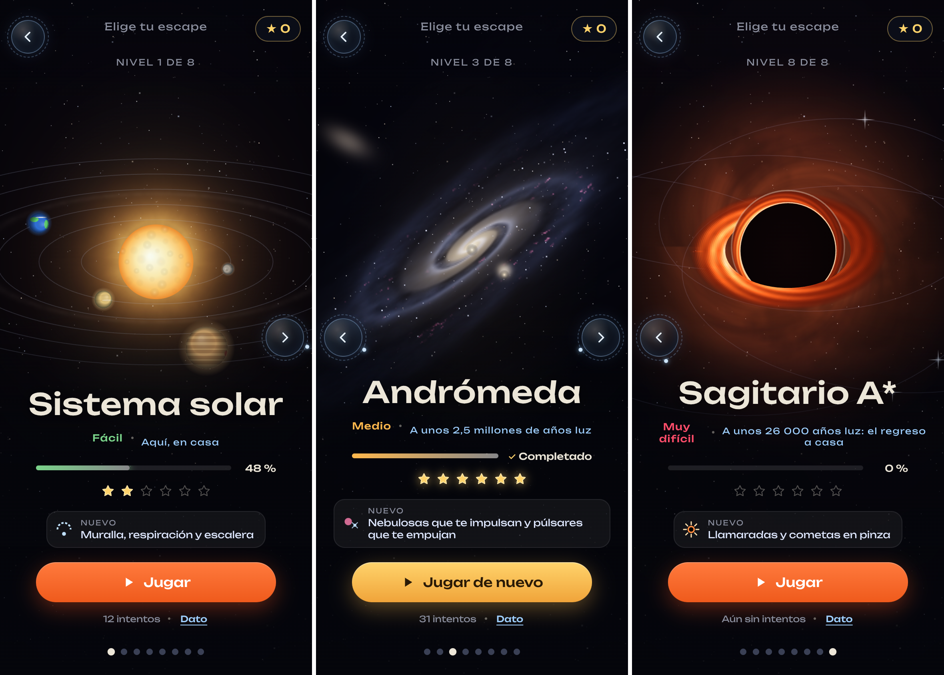 Elige tu escape
★ 0
NIVEL 1 DE 8
Sistema solar
Fácil • Aquí, en casa
48 %
NUEVO
Muralla, respiración y escalera
Jugar
12 intentos • Dato
Elige tu escape
★ 0
NIVEL 3 DE 8
Andrómeda
Medio • A unos 2,5 millones de años luz
✓ Completado
NUEVO
Nebulosas que te impulsan y púlsares
que te empujan
Jugar de nuevo
31 intentos • Dato
Elige tu escape
★ 0
NIVEL 8 DE 8
Sagitario A*
Muy
difícil
• A unos 26 000 años luz: el regreso
a casa
0 %
NUEVO
Llamaradas y cometas en pinza
Jugar
Aún sin intentos • Dato